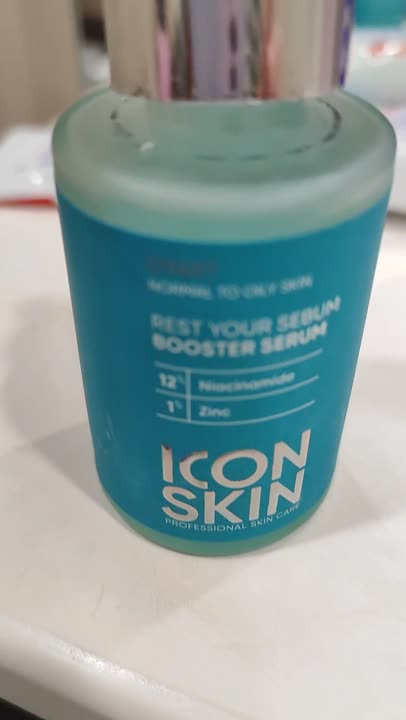 NORMAL TO OILY SKIN
REST YOUR SEBUM
BOOSTER SERUM
12% Niacinamide
1% Zinc
ICON
SKIN
PROFESSIONAL SKIN CARE